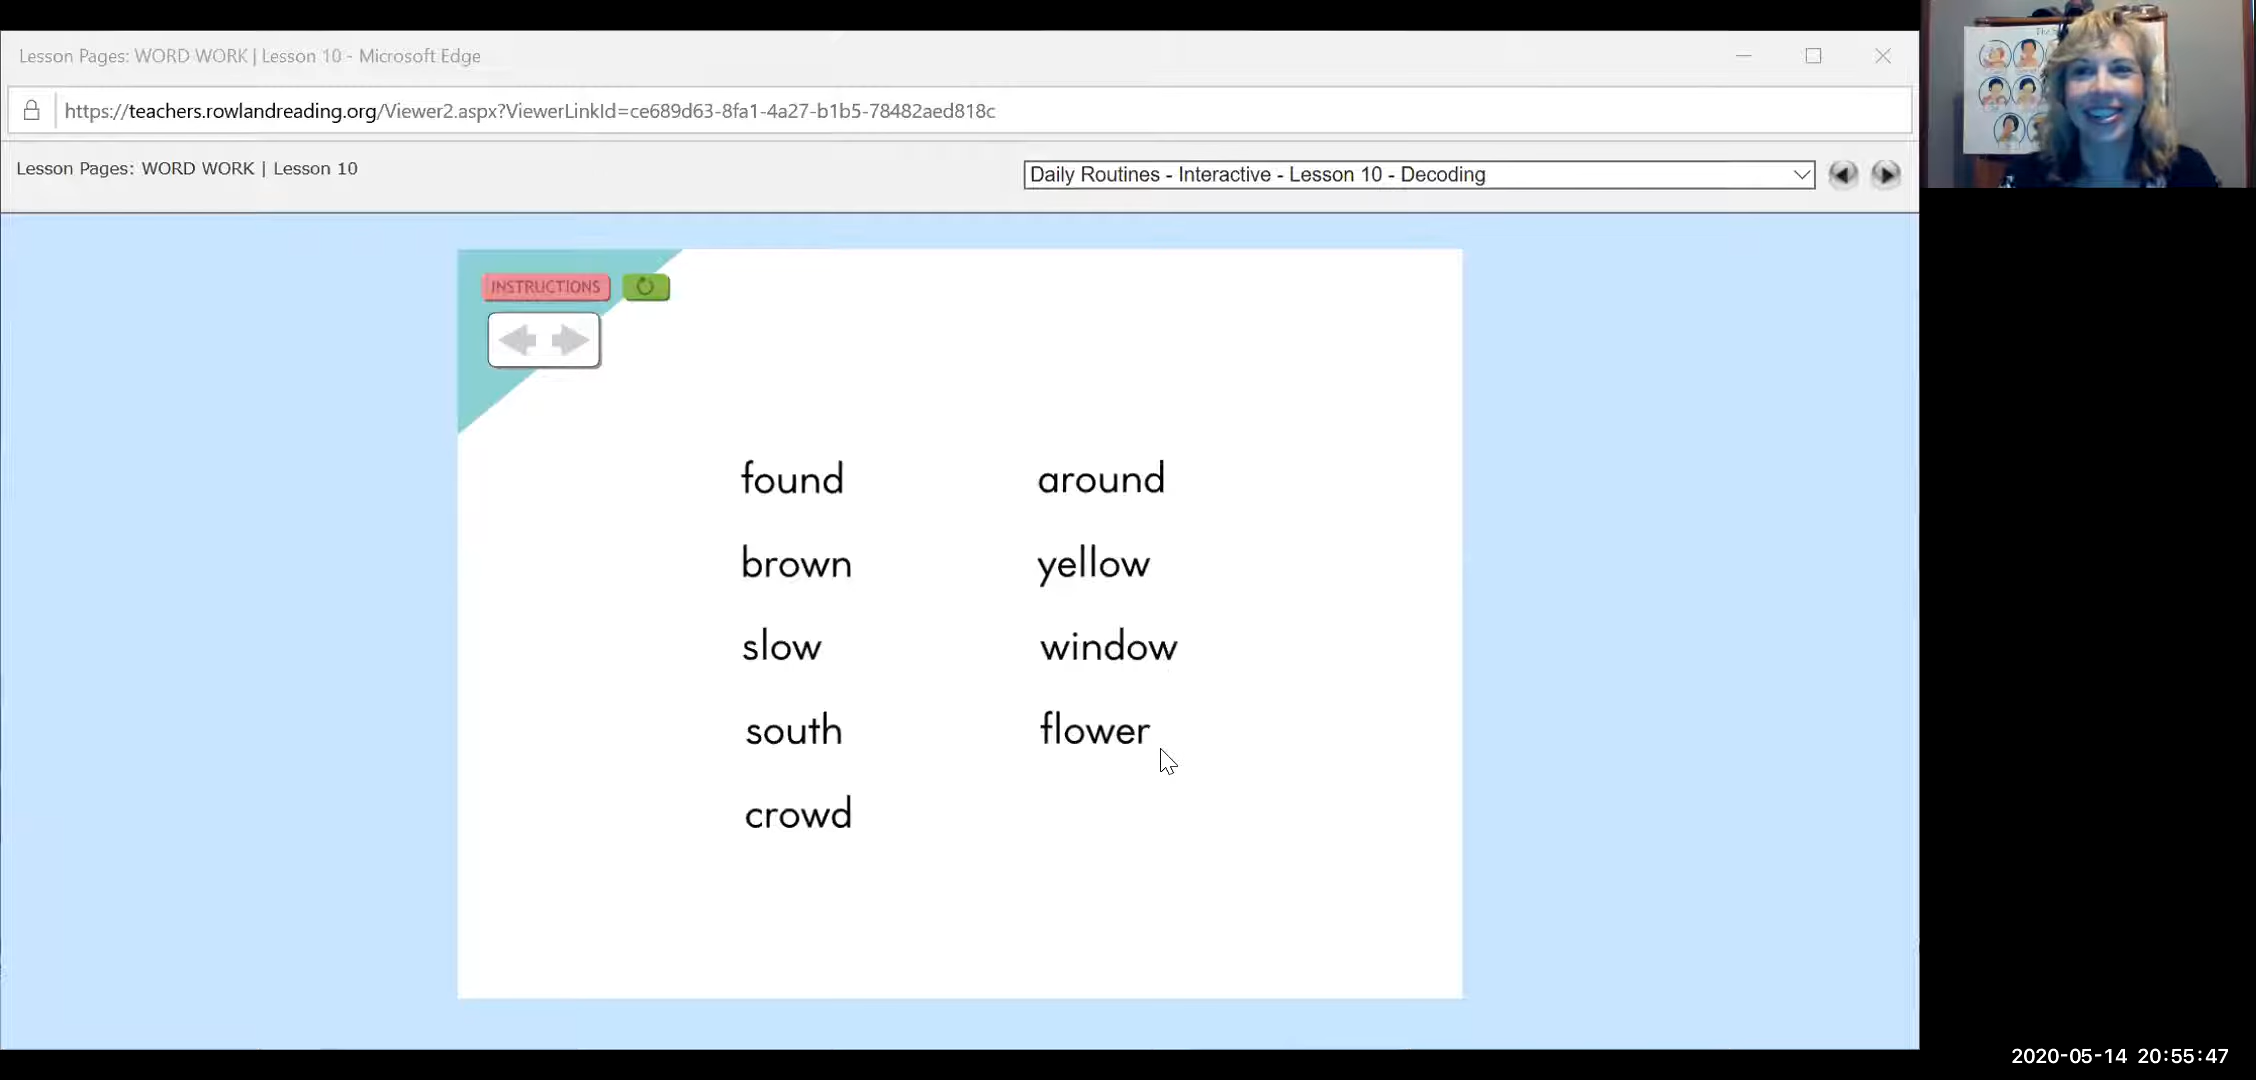 Lesson Pages: WORD WORK | Lesson 10 - Microsoft Edge
https://teachers.rowlandreading.org/Viewer2.aspx?ViewerLinkId=ce689d63-8fa1-4a27-b1b5-78482aed818c
Lesson Pages: WORD WORK | Lesson 10
Daily Routines - Interactive - Lesson 10 - Decoding
INSTRUCTIONS
found
brown
slow
south
crowd
around
yellow
window
flower
2020-05-14 20:55:47